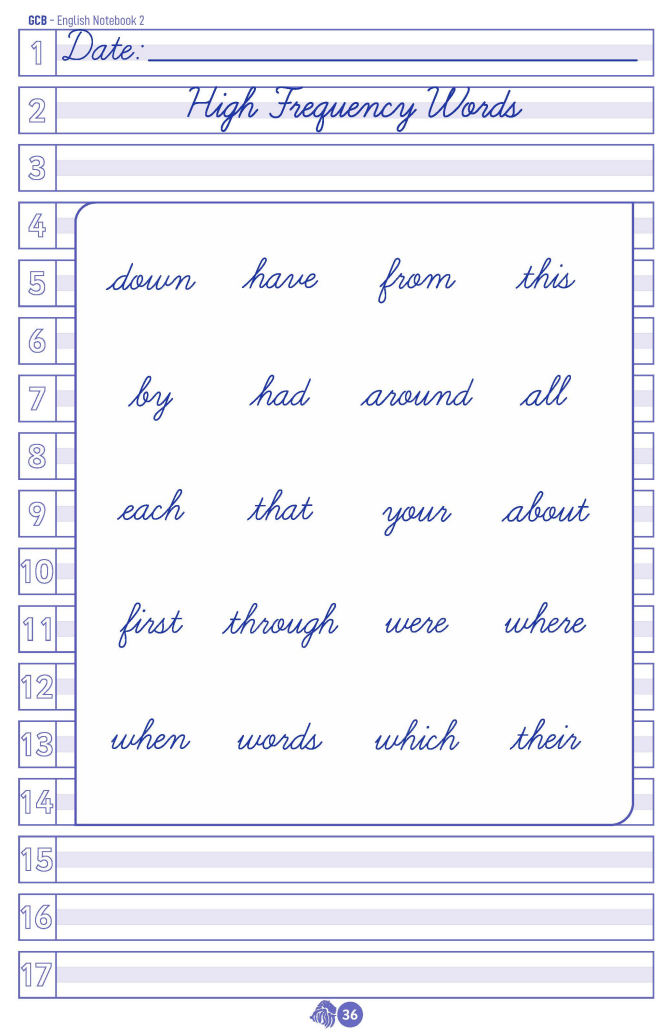 GCB - English Notebook 2
1 Date:
2 High Frequency Words
3
4
5 down have from this
6
7 by had around all
8
9 each that your about
10
11 first through were where
12
13 when words which their
14
15
16
17
36